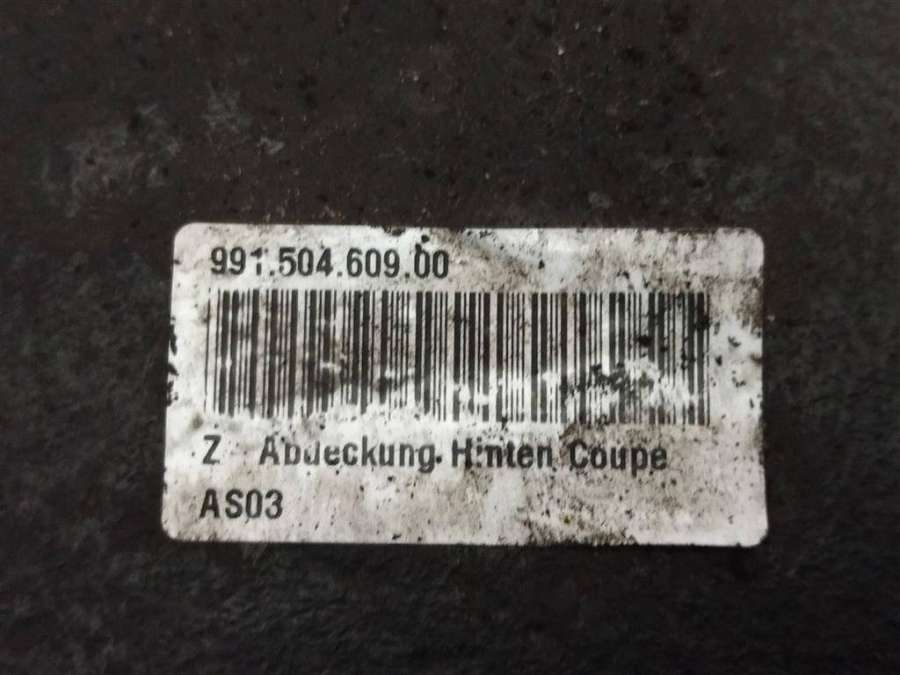 991.504.609.00
Z Abdeckung Hinten Coupe
AS03